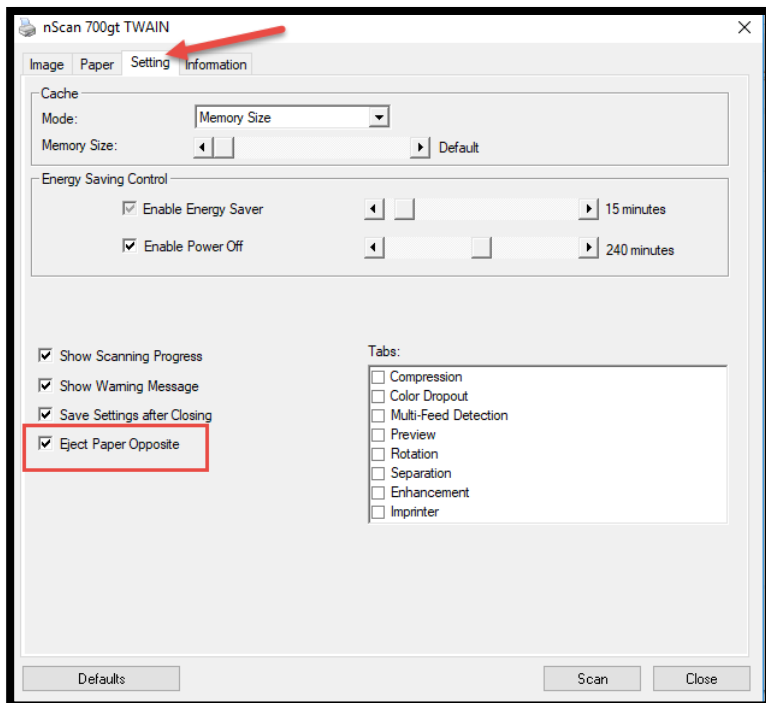 nScan 700gt TWAIN
Image Paper Setting Information
Cache
Mode: Memory Size
Memory Size: Default
Energy Saving Control
Enable Energy Saver 15 minutes
Enable Power Off 240 minutes
Show Scanning Progress
Show Warning Message
Save Settings after Closing
Eject Paper Opposite
Tabs:
Compression
Color Dropout
Multi-Feed Detection
Preview
Rotation
Separation
Enhancement
Imprinter
Defaults Scan Close